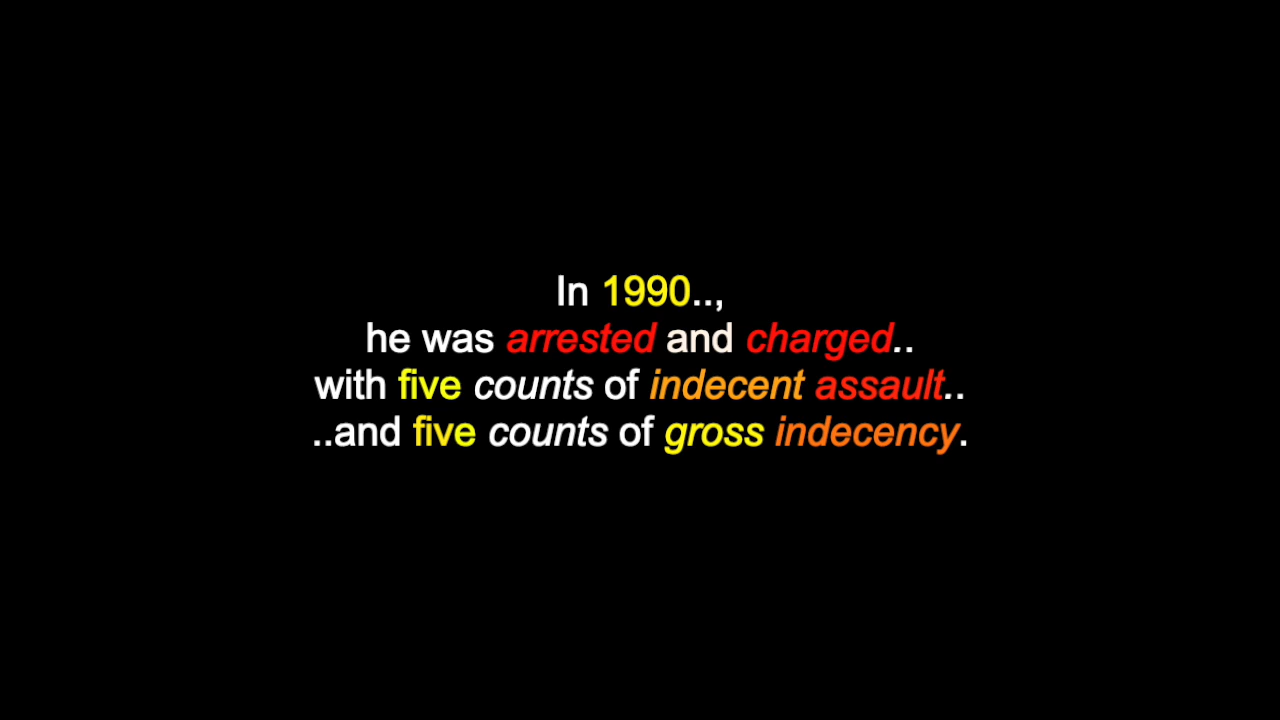 In 1990..,
he was arrested and charged..
with five counts of indecent assault..
..and five counts of gross indecency.